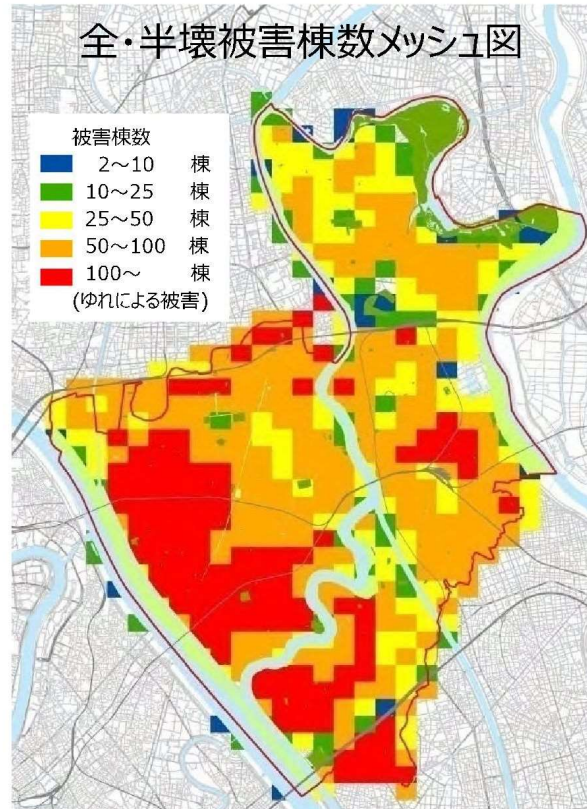 全・半壊被害棟数メッシュ図
被害棟数
2～10 棟
10～25 棟
25～50 棟
50～100 棟
100～ 棟
(ゆれによる被害)